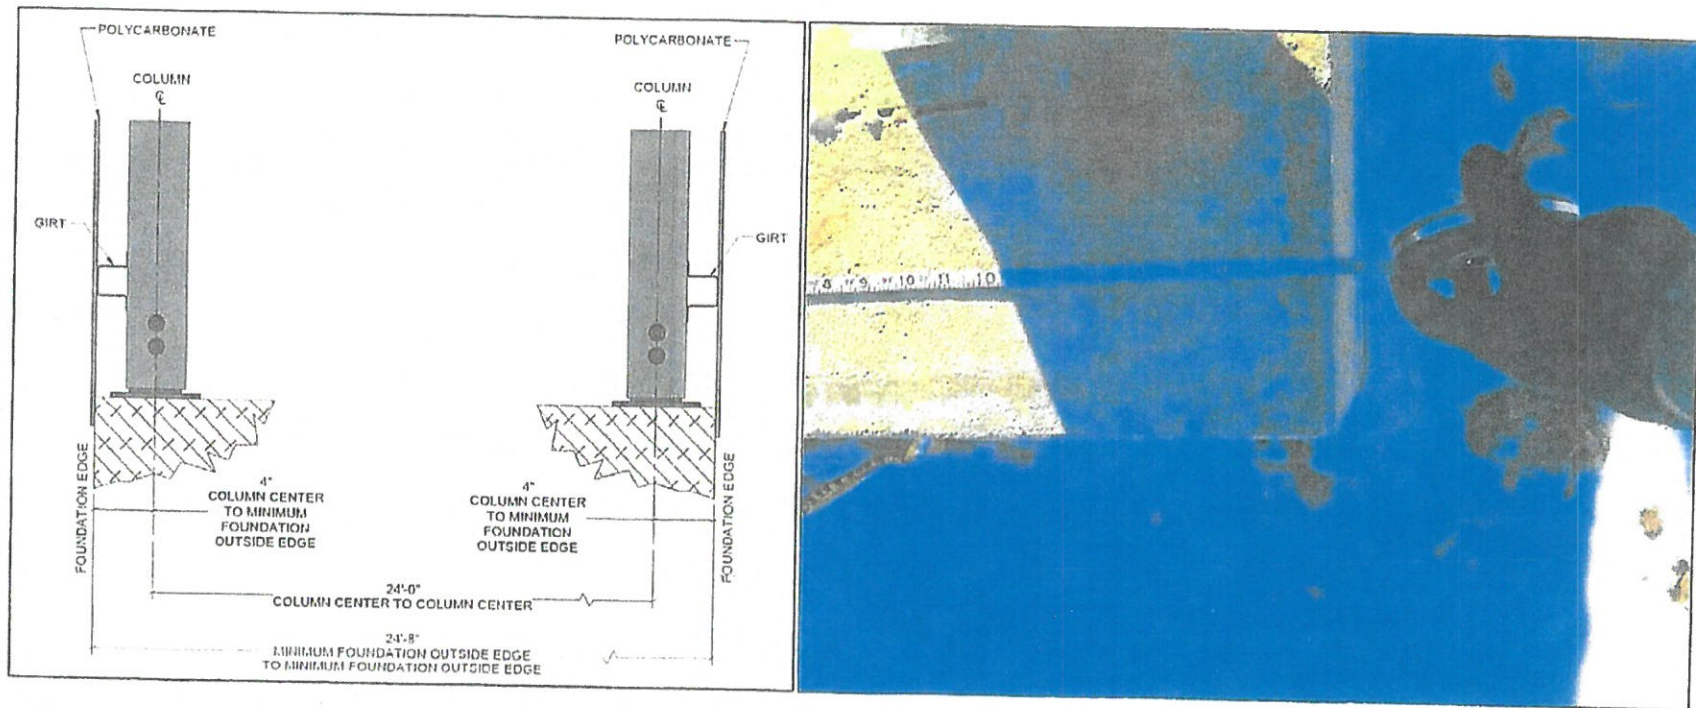 POLYCARBONATE
POLYCARBONATE
COLUMN
℄
COLUMN
℄
GIRT
GIRT
FOUNDATION EDGE
4"
COLUMN CENTER
TO MINIMUM
FOUNDATION
OUTSIDE EDGE
4"
COLUMN CENTER
TO MINIMUM
FOUNDATION
OUTSIDE EDGE
FOUNDATION EDGE
24'-0"
COLUMN CENTER TO COLUMN CENTER
24'-8"
MINIMUM FOUNDATION OUTSIDE EDGE
TO MINIMUM FOUNDATION OUTSIDE EDGE
9 10 11 10